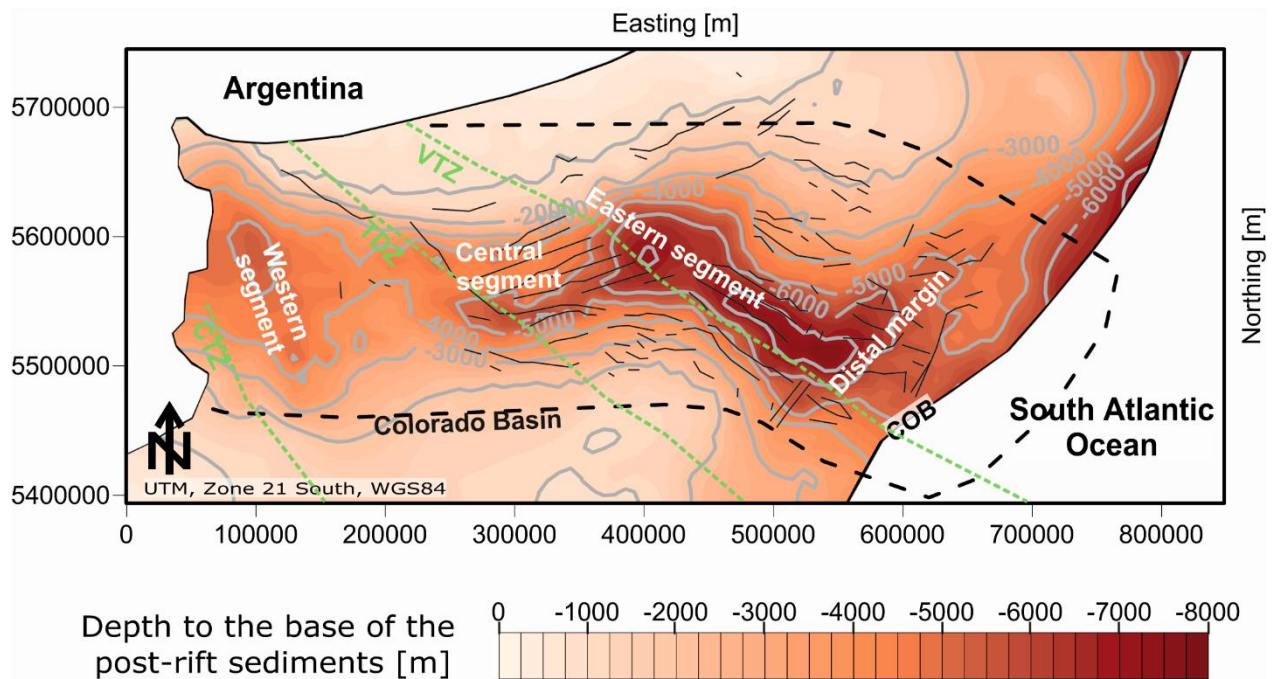 Easting [m]
Argentina
5700000
5600000
5500000
5400000
VTZ
TDZ
CVZ
-2000
-4000
-3000
-5000
-6000
-4000
-3000
-5000
-6000
-5000
Western
segment
Central
segment
Eastern segment
Distal margin
Colorado Basin
COB
South Atlantic
Ocean
Northing [m]
N
UTM, Zone 21 South, WGS84
0 100000 200000 300000 400000 500000 600000 700000 800000
Depth to the base of the
post-rift sediments [m]
0 -1000 -2000 -3000 -4000 -5000 -6000 -7000 -8000